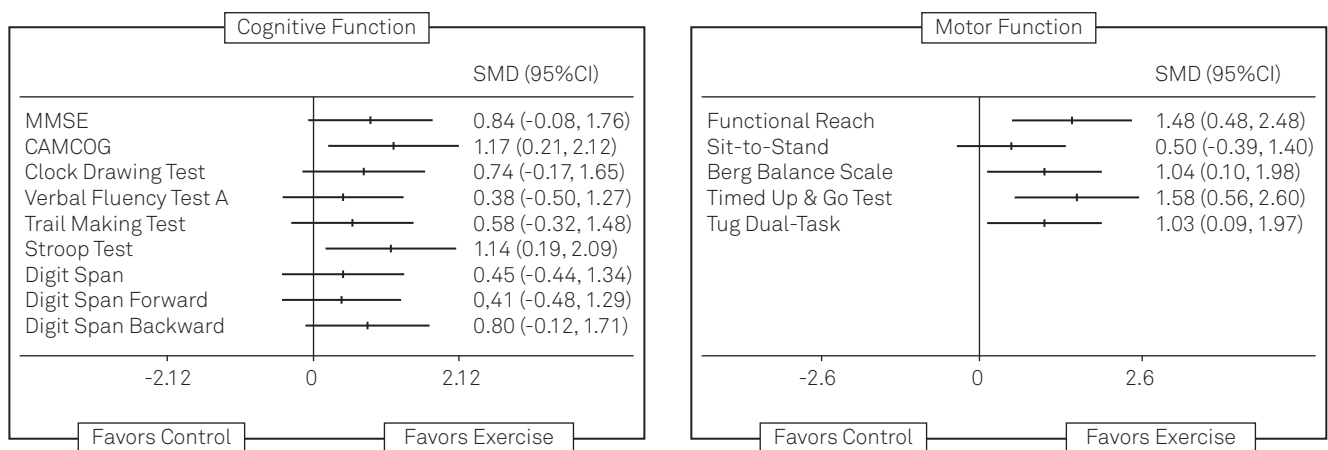 Cognitive Function
SMD (95%CI)
MMSE 0.84 (-0.08, 1.76)
CAMCOG 1.17 (0.21, 2.12)
Clock Drawing Test 0.74 (-0.17, 1.65)
Verbal Fluency Test A 0.38 (-0.50, 1.27)
Trail Making Test 0.58 (-0.32, 1.48)
Stroop Test 1.14 (0.19, 2.09)
Digit Span 0.45 (-0.44, 1.34)
Digit Span Forward 0,41 (-0.48, 1.29)
Digit Span Backward 0.80 (-0.12, 1.71)
-2.12 0 2.12
Favors Control Favors Exercise
Motor Function
SMD (95%CI)
Functional Reach 1.48 (0.48, 2.48)
Sit-to-Stand 0.50 (-0.39, 1.40)
Berg Balance Scale 1.04 (0.10, 1.98)
Timed Up & Go Test 1.58 (0.56, 2.60)
Tug Dual-Task 1.03 (0.09, 1.97)
-2.6 0 2.6
Favors Control Favors Exercise